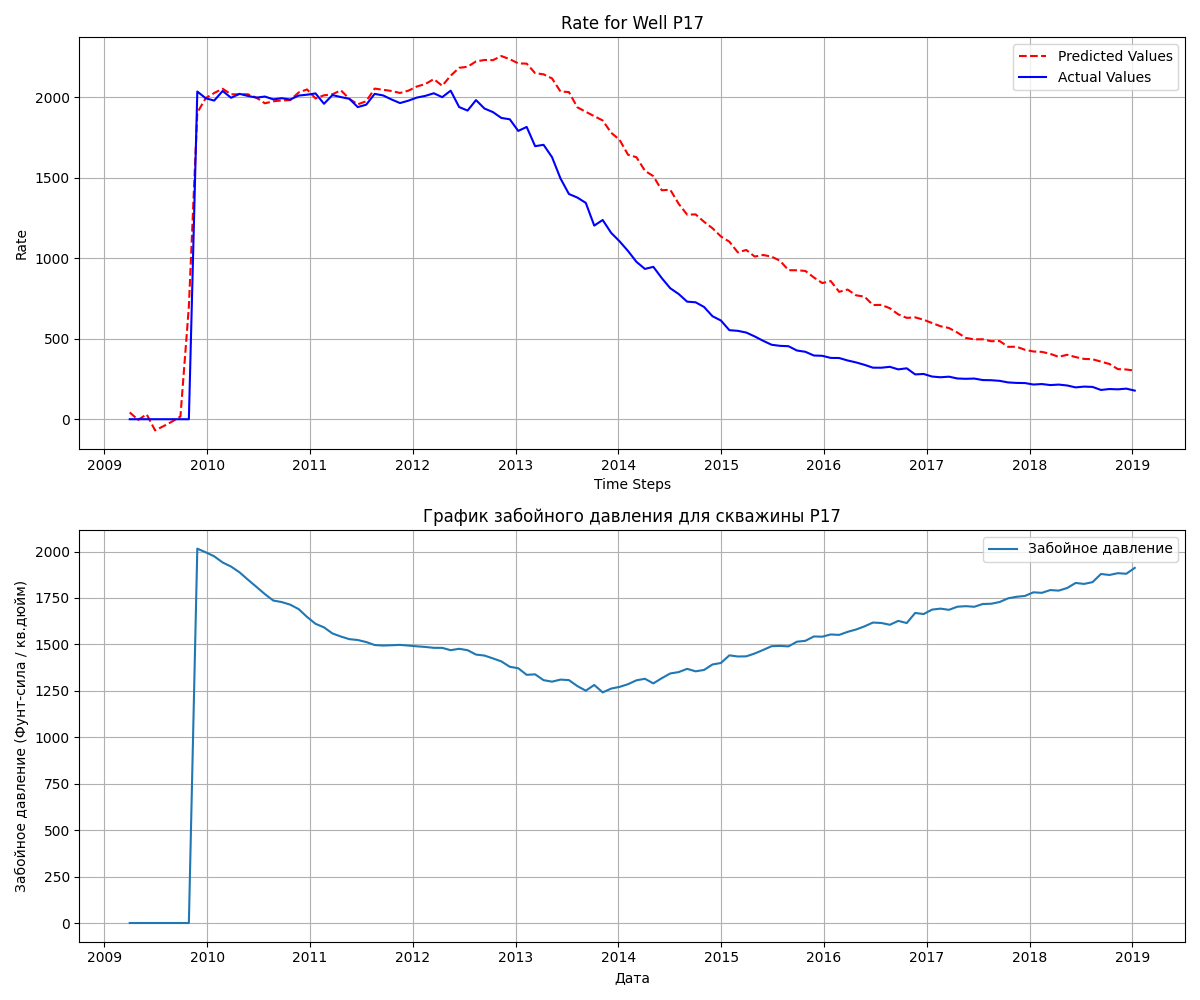 Rate for Well P17
Predicted Values
Actual Values
Rate
2000
1500
1000
500
0
2009 2010 2011 2012 2013 2014 2015 2016 2017 2018 2019
Time Steps
График забойного давления для скважины P17
Забойное давление
Забойное давление (Фунт-сила / кв.дюйм)
2000
1750
1500
1250
1000
750
500
250
0
2009 2010 2011 2012 2013 2014 2015 2016 2017 2018 2019
Дата